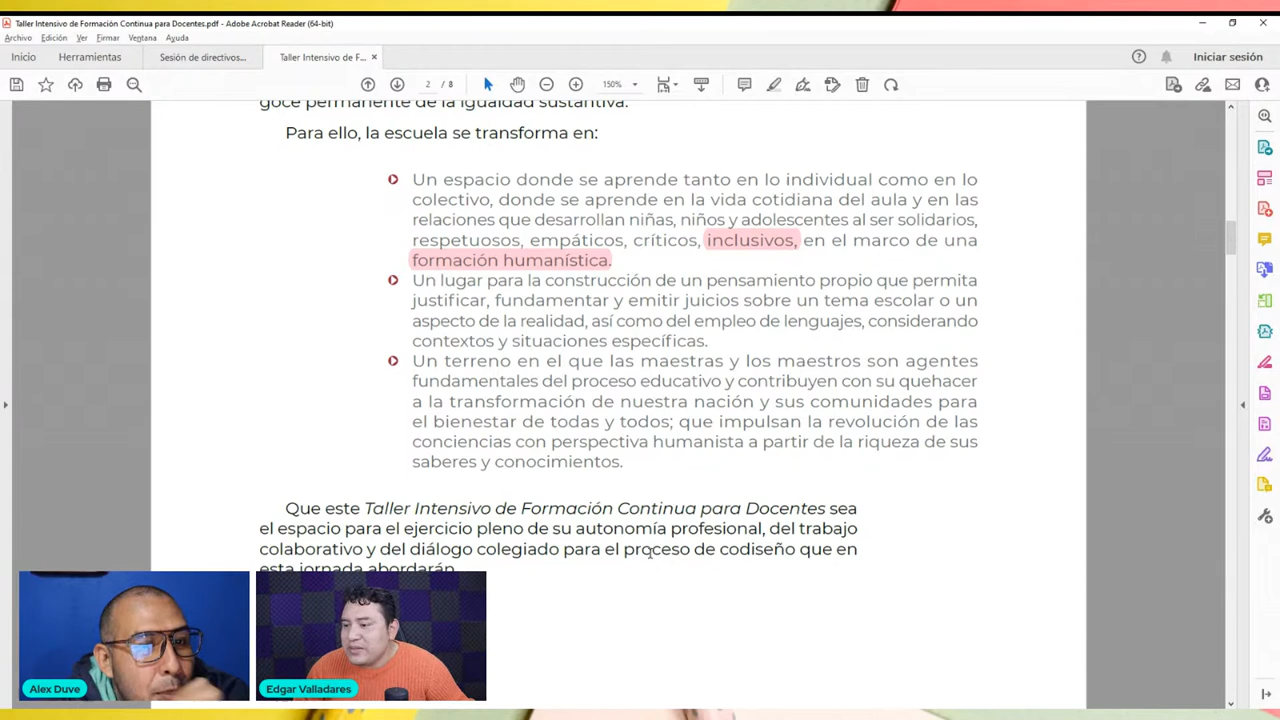 Taller Intensivo de Formación Continua para Docentes.pdf - Adobe Acrobat Reader (64-bit)
Archivo Edición Ver Firmar Ventana Ayuda
Inicio Herramientas Sesión de directivos... Taller Intensivo de F... × Iniciar sesión
2 / 8 150%
goce permanente de la igualdad sustantiva.
Para ello, la escuela se transforma en:
Un espacio donde se aprende tanto en lo individual como en lo
colectivo, donde se aprende en la vida cotidiana del aula y en las
relaciones que desarrollan niñas, niños y adolescentes al ser solidarios,
respetuosos, empáticos, críticos, inclusivos, en el marco de una
formación humanística.
Un lugar para la construcción de un pensamiento propio que permita
justificar, fundamentar y emitir juicios sobre un tema escolar o un
aspecto de la realidad, así como del empleo de lenguajes, considerando
contextos y situaciones específicas.
Un terreno en el que las maestras y los maestros son agentes
fundamentales del proceso educativo y contribuyen con su quehacer
a la transformación de nuestra nación y sus comunidades para
el bienestar de todas y todos; que impulsan la revolución de las
conciencias con perspectiva humanista a partir de la riqueza de sus
saberes y conocimientos.
Que este Taller Intensivo de Formación Continua para Docentes sea
el espacio para el ejercicio pleno de su autonomía profesional, del trabajo
colaborativo y del diálogo colegiado para el proceso de codiseño que en
esta jornada abordarán.
Alex Duve
Edgar Valladares